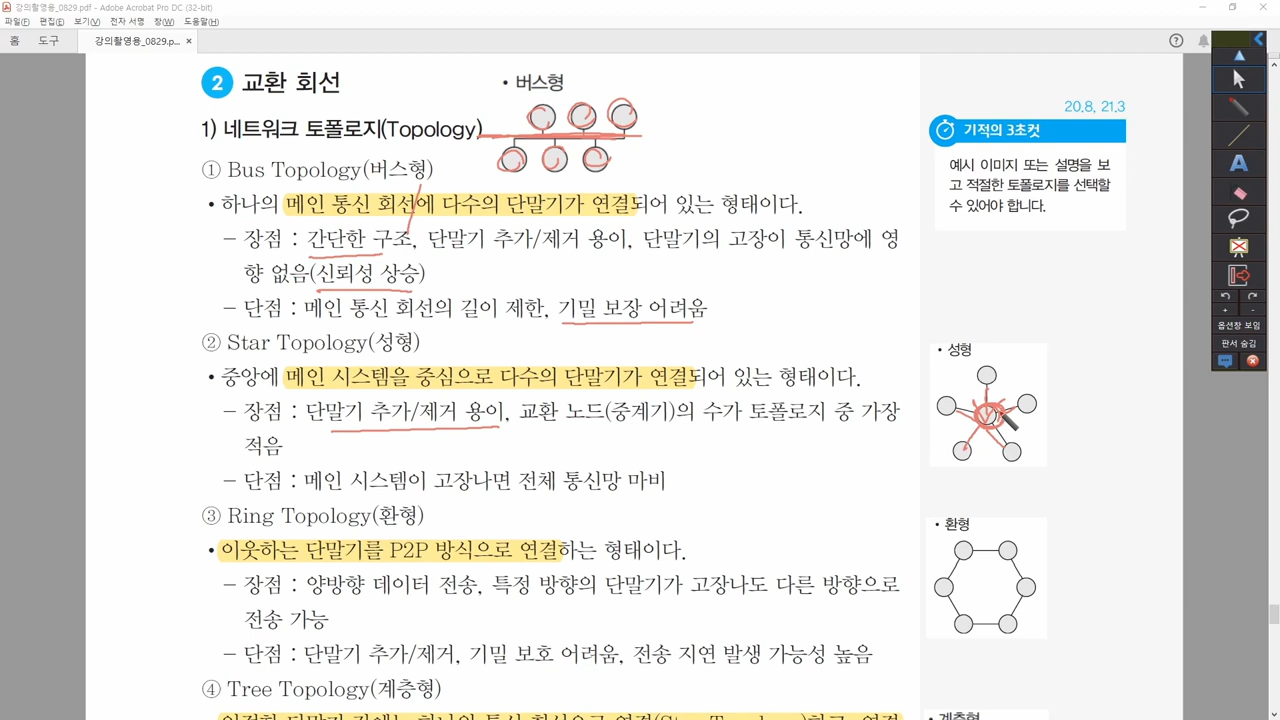 강의촬영용_0829.pdf - Adobe Acrobat Pro DC (32-bit)
파일(F) 편집(E) 보기(V) 전자 서명 창(W) 도움말(H)
홈 도구 강의촬영용_0829.p... ×
2 교환 회선
• 버스형
1) 네트워크 토폴로지(Topology)
① Bus Topology(버스형)
• 하나의 메인 통신 회선에 다수의 단말기가 연결되어 있는 형태이다.
– 장점 : 간단한 구조, 단말기 추가/제거 용이, 단말기의 고장이 통신망에 영
향 없음(신뢰성 상승)
– 단점 : 메인 통신 회선의 길이 제한, 기밀 보장 어려움
② Star Topology(성형)
• 중앙에 메인 시스템을 중심으로 다수의 단말기가 연결되어 있는 형태이다.
– 장점 : 단말기 추가/제거 용이, 교환 노드(중계기)의 수가 토폴로지 중 가장
적음
– 단점 : 메인 시스템이 고장나면 전체 통신망 마비
③ Ring Topology(환형)
• 이웃하는 단말기를 P2P 방식으로 연결하는 형태이다.
– 장점 : 양방향 데이터 전송, 특정 방향의 단말기가 고장나도 다른 방향으로
전송 가능
– 단점 : 단말기 추가/제거, 기밀 보호 어려움, 전송 지연 발생 가능성 높음
④ Tree Topology(계층형)
20.8, 21.3
기적의 3초컷
예시 이미지 또는 설명을 보
고 적절한 토폴로지를 선택할
수 있어야 합니다.
• 성형
• 환형
• 계층형
A
+ -
옵션창 보임
판서 숨김